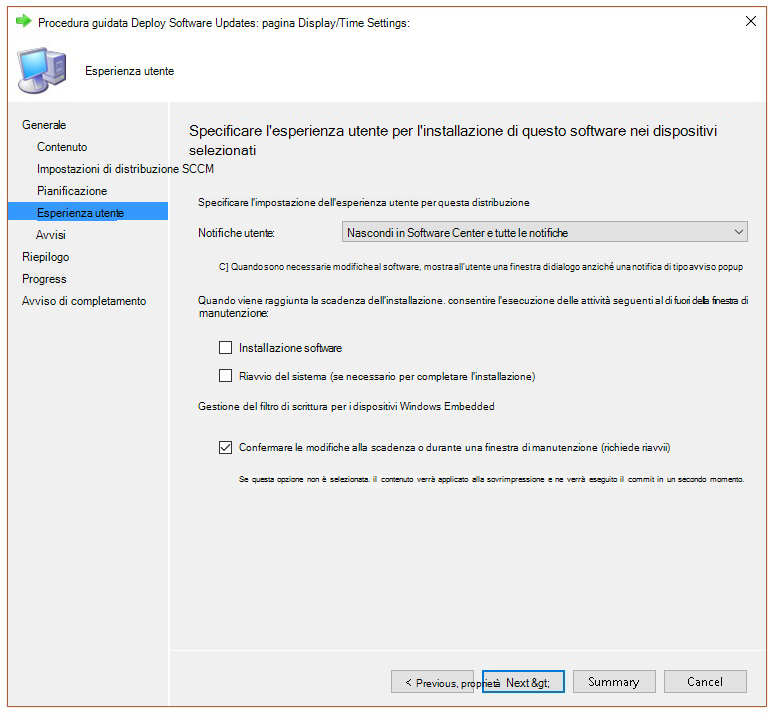 Procedura guidata Deploy Software Updates: pagina Display/Time Settings:
Esperienza utente
Generale
Contenuto
Impostazioni di distribuzione SCCM
Pianificazione
Esperienza utente
Avvisi
Riepilogo
Progress
Avviso di completamento
Specificare l'esperienza utente per l'installazione di questo software nei dispositivi
selezionati
Specificare l'impostazione dell'esperienza utente per questa distribuzione
Notifiche utente:
Nascondi in Software Center e tutte le notifiche
C] Quando sono necessarie modifiche al software, mostra all'utente una finestra di dialogo anziché una notifica di tipo avviso popup
Quando viene raggiunta la scadenza dell'installazione. consentire l'esecuzione delle attività seguenti al di fuori della finestra di
manutenzione:
Installazione software
Riavvio del sistema (se necessario per completare l'installazione)
Gestione del filtro di scrittura per i dispositivi Windows Embedded
Confermare le modifiche alla scadenza o durante una finestra di manutenzione (richiede riavvii)
Se questa opzione non è selezionata. il contenuto verrà applicato alla sovrimpressione e ne verrà eseguito il commit in un secondo momento.
< Previous, proprietà
Next &gt;
Summary
Cancel